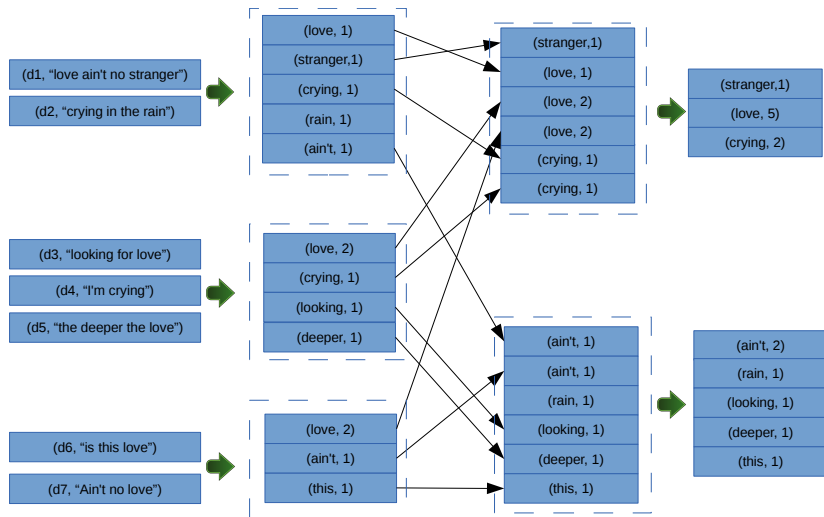 (d1, “love ain't no stranger”)
(d2, “crying in the rain”)
(d3, “looking for love”)
(d4, “I'm crying”)
(d5, “the deeper the love”)
(d6, “is this love”)
(d7, “Ain't no love”)
(love, 1)
(stranger,1)
(crying, 1)
(rain, 1)
(ain't, 1)
(love, 2)
(crying, 1)
(looking, 1)
(deeper, 1)
(love, 2)
(ain't, 1)
(this, 1)
(stranger,1)
(love, 1)
(love, 2)
(love, 2)
(crying, 1)
(crying, 1)
(ain't, 1)
(ain't, 1)
(rain, 1)
(looking, 1)
(deeper, 1)
(this, 1)
(stranger,1)
(love, 5)
(crying, 2)
(ain't, 2)
(rain, 1)
(looking, 1)
(deeper, 1)
(this, 1)